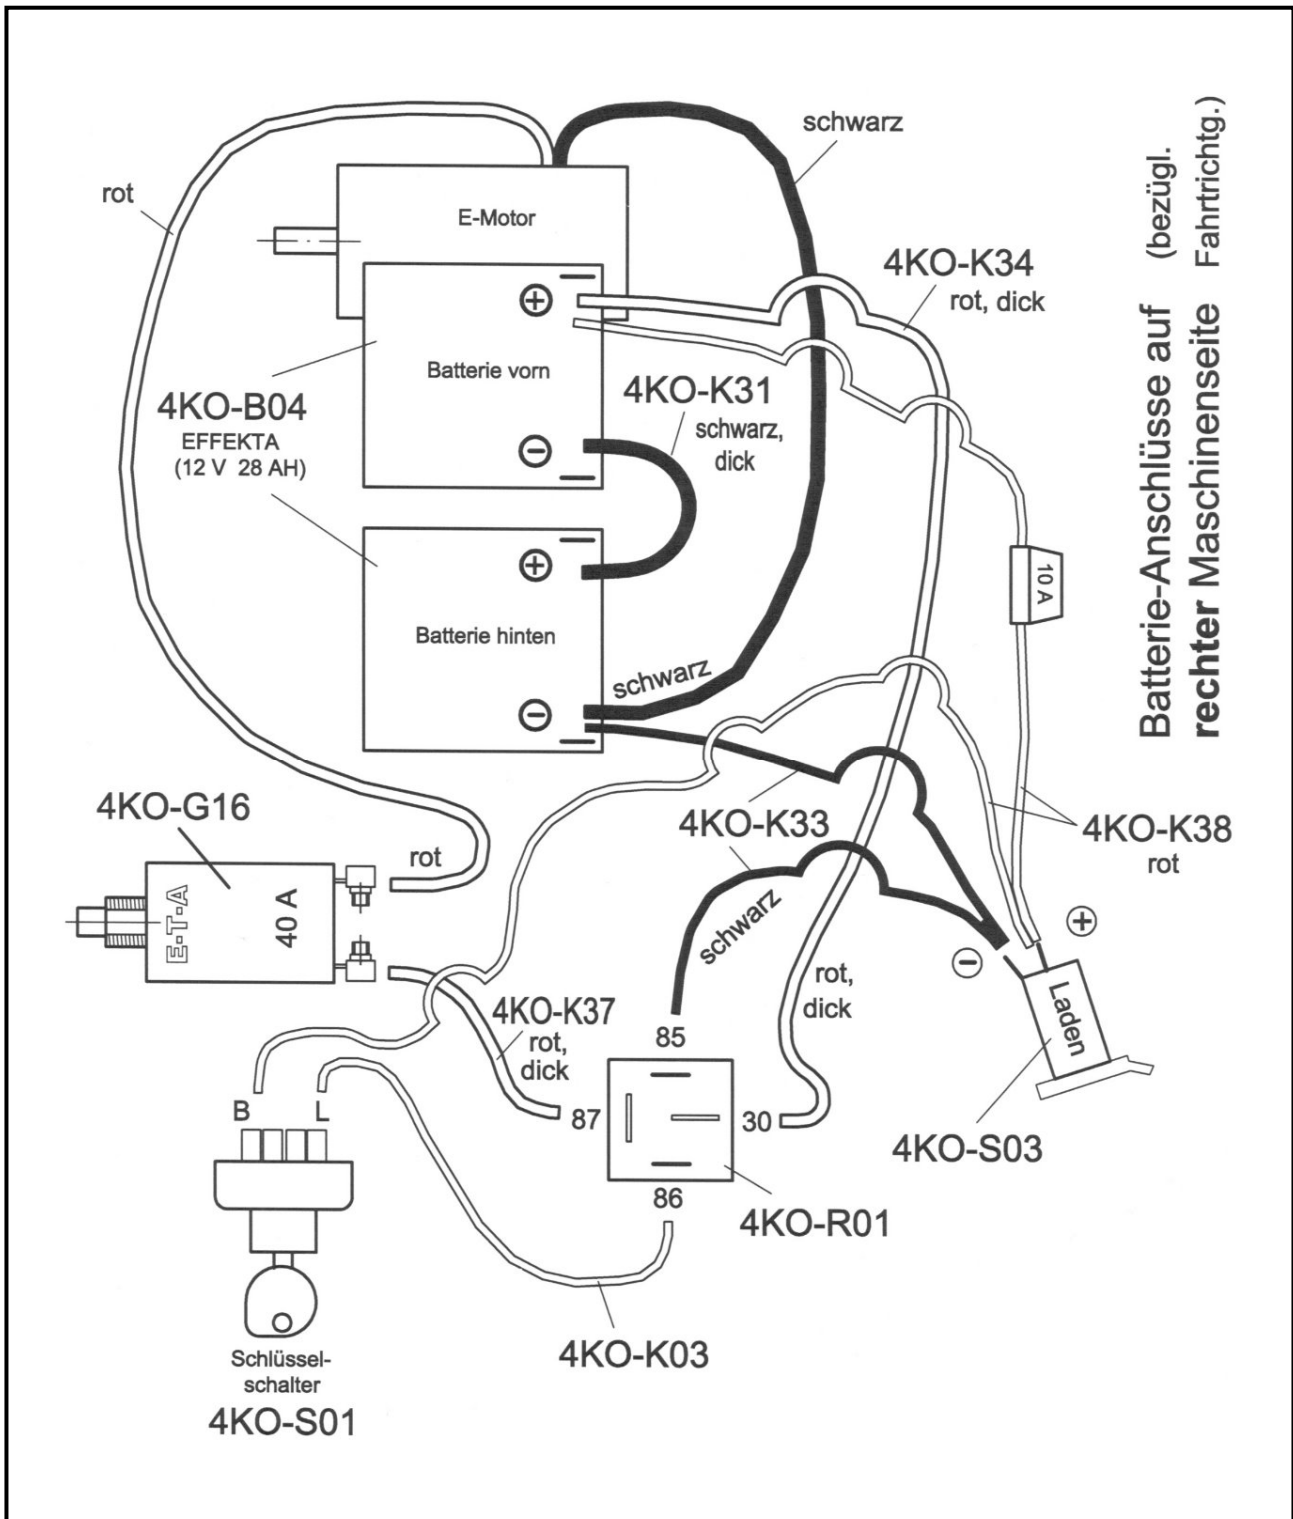 schwarz
rot
E-Motor
4KO-K34
rot, dick
+
Batterie vorn
4KO-B04
EFFEKTA
(12 V 28 AH)
4KO-K31
schwarz,
dick
−
+
10 A
Batterie hinten
schwarz
−
4KO-G16
rot
4KO-K33
4KO-K38
rot
E-T-A
40 A
schwarz
+
−
rot,
dick
Laden
4KO-K37
rot,
dick
85
B
L
87
30
4KO-S03
86
4KO-R01
4KO-K03
Schlüssel-
schalter
4KO-S01
Batterie-Anschlüsse auf (bezügl.
rechter Maschinenseite Fahrtrichtg.)